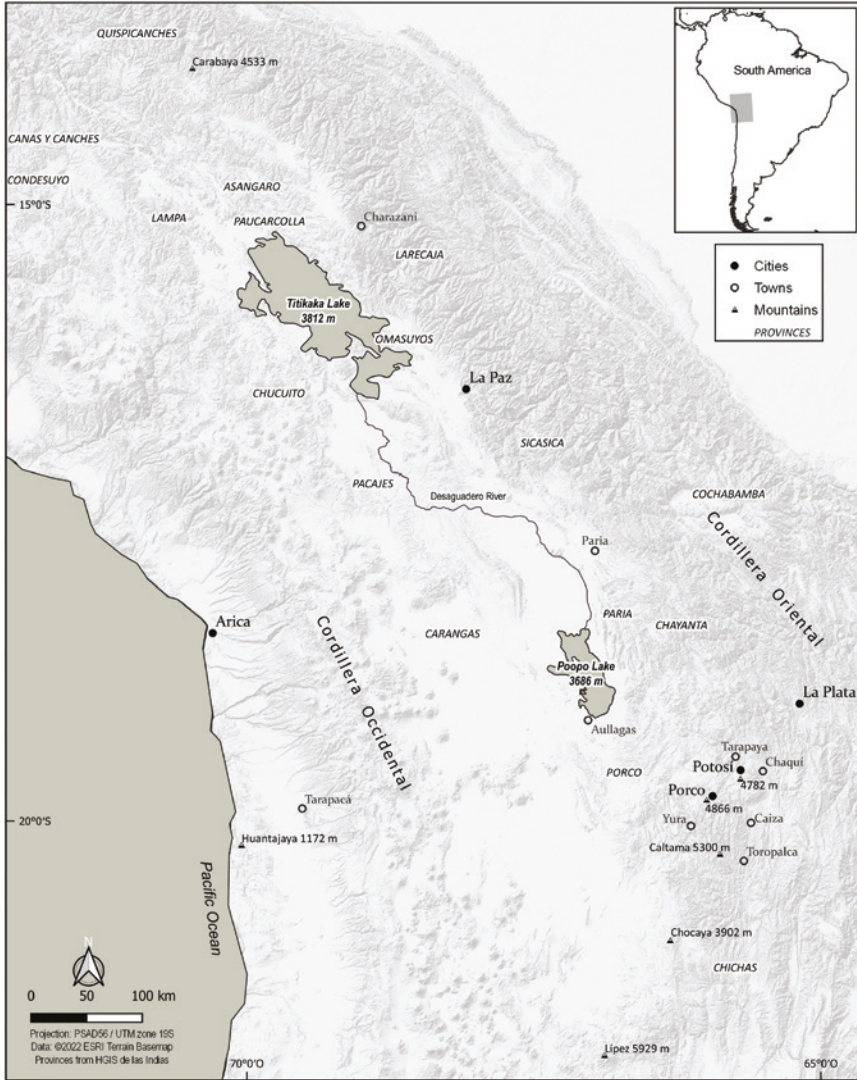 QUISPICANCHES
Carabaya 4533 m
South America
CANAS Y CANCHES
CONDESUYO
ASANGARO
15°0'S
LAMPA
PAUCARCOLLA
Charazani
LARECAJA
Cities
Towns
Mountains
PROVINCES
Titikaka Lake
3812 m
OMASUYOS
La Paz
CHUCUITO
SICASICA
PACAJES
Desaguadero River
COCHABAMBA
Cordillera Oriental
Paria
PARIA
Arica
CARANGAS
CHAYANTA
Cordillera Occidental
Poopo Lake
3686 m
La Plata
Aullagas
Tarapaya
PORCO
Potosí
Chaquí
4782 m
Porco
4866 m
Tarapacá
20°0'S
Yura
Caiza
Huantajaya 1172 m
Caltama 5300 m
Toropalca
Pacific Ocean
Chocaya 3902 m
N
CHICHAS
0 50 100 km
Projection: PSAD56 / UTM zone 19S
Data: ©2022 ESRI Terrain Basemap
Provinces from HGIS de las Indias
Lipez 5929 m
70°0'O
65°0'O